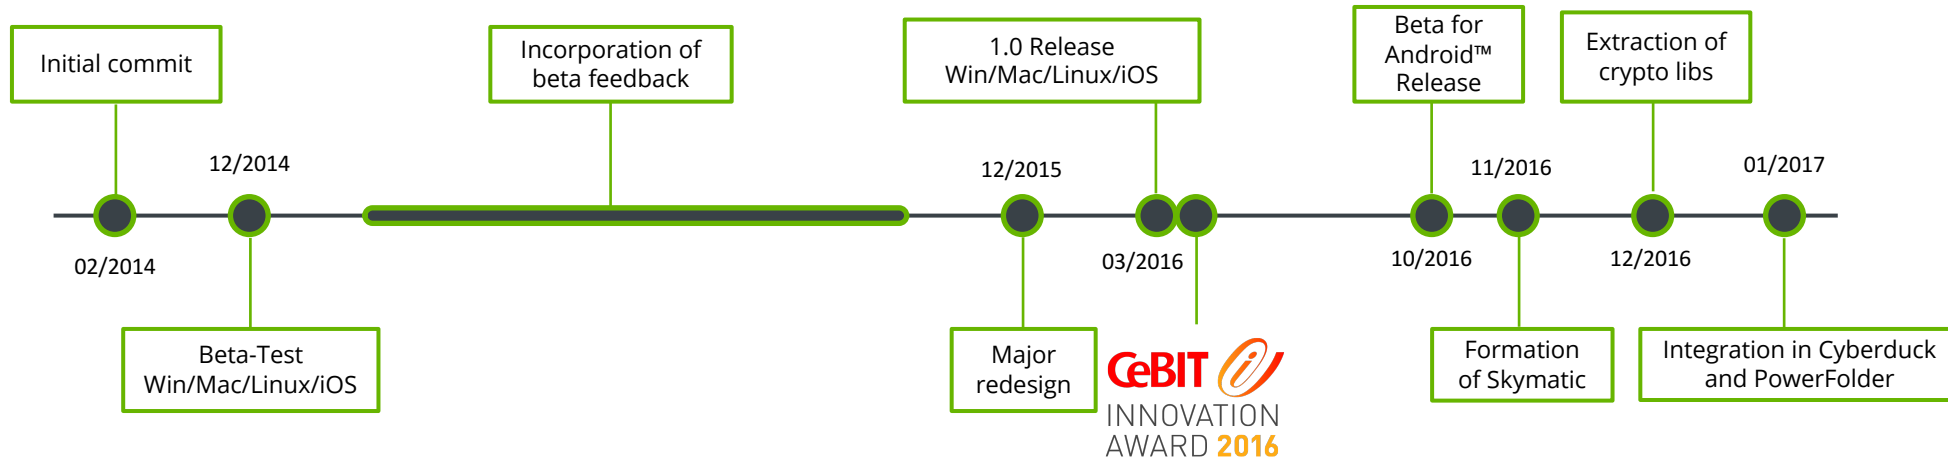 Initial commit
02/2014
12/2014
Beta-Test
Win/Mac/Linux/iOS
Incorporation of
beta feedback
12/2015
Major
redesign
1.0 Release
Win/Mac/Linux/iOS
03/2016
CeBIT i
INNOVATION
AWARD 2016
Beta for
Android™
Release
10/2016
11/2016
Formation
of Skymatic
Extraction of
crypto libs
12/2016
01/2017
Integration in Cyberduck
and PowerFolder